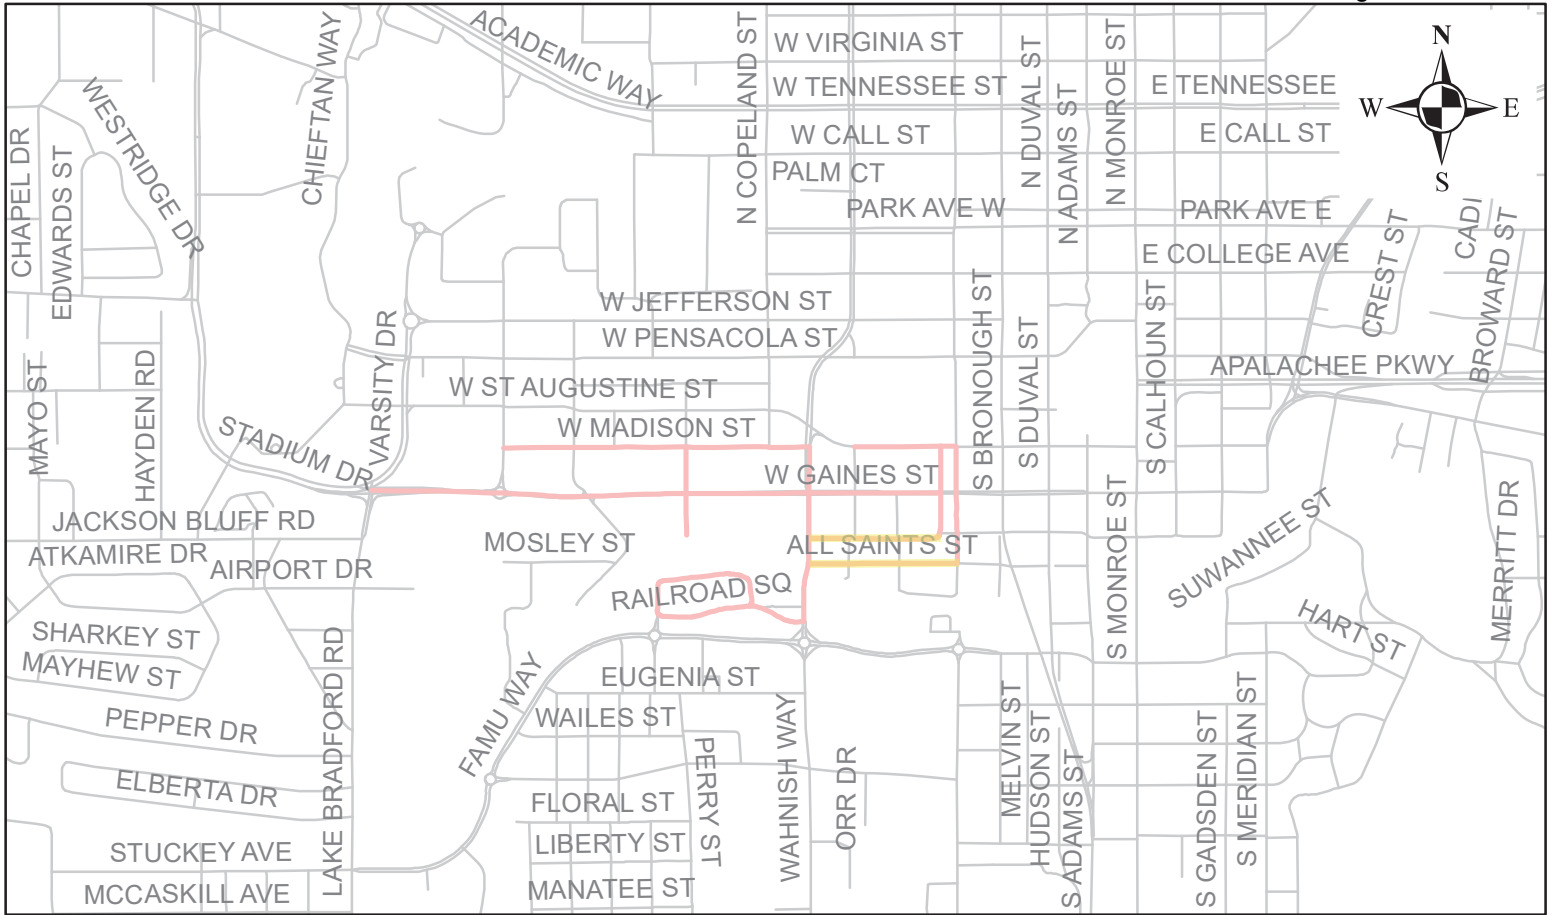 N
W
E
S
ACADEMIC WAY
W VIRGINIA ST
W TENNESSEE ST
E TENNESSEE
W CALL ST
E CALL ST
PALM CT
PARK AVE W
PARK AVE E
E COLLEGE AVE
N COPELAND ST
N DUVAL ST
N ADAMS ST
N MONROE ST
CHIEFTAN WAY
WESTRIDGE DR
CHAPEL DR
EDWARDS ST
CREST ST
CADI
BROWARD ST
W JEFFERSON ST
W PENSACOLA ST
APALACHEE PKWY
W ST AUGUSTINE ST
W MADISON ST
VARSITY DR
S BRONOUGH ST
S DUVAL ST
S CALHOUN ST
MAYO ST
HAYDEN RD
STADIUM DR
W GAINES ST
JACKSON BLUFF RD
ATKAMIRE DR
AIRPORT DR
MOSLEY ST
ALL SAINTS ST
RAILROAD SQ
S MONROE ST
SUWANNEE ST
MERRITT DR
HART ST
SHARKEY ST
MAYHEW ST
PEPPER DR
ELBERTA DR
LAKE BRADFORD RD
FAMU WAY
EUGENIA ST
WAILES ST
PERRY ST
WAHNISH WAY
ORR DR
MELVIN ST
HUDSON ST
S ADAMS ST
S GADSDEN ST
S MERIDIAN ST
FLORAL ST
LIBERTY ST
MANATEE ST
STUCKEY AVE
MCCASKILL AVE